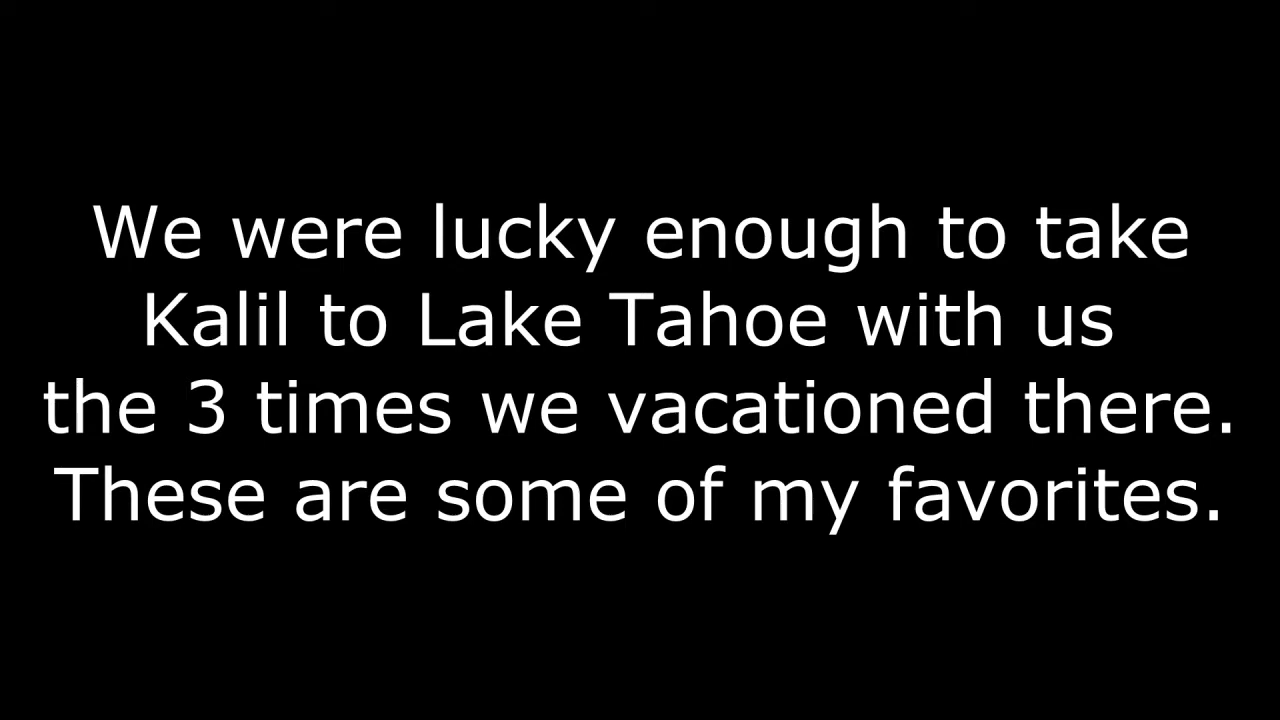 We were lucky enough to take
Kalil to Lake Tahoe with us
the 3 times we vacationed there.
These are some of my favorites.